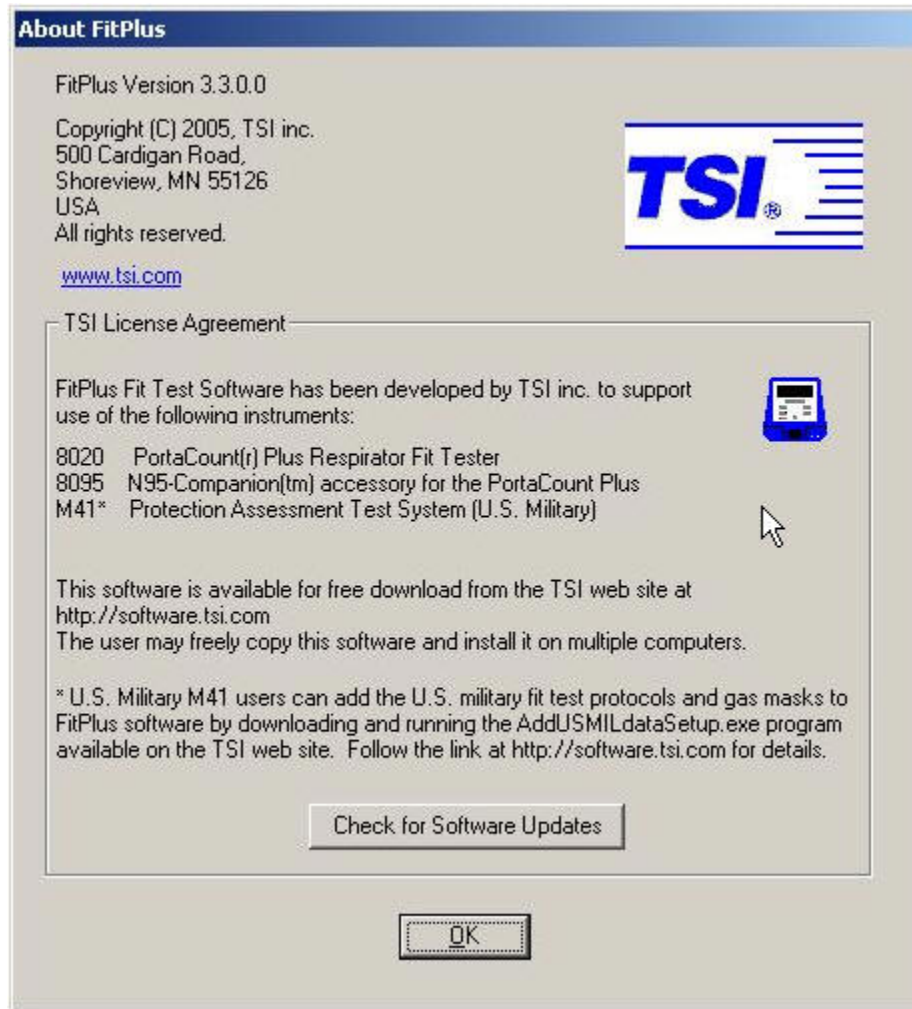 About FitPlus
FitPlus Version 3.3.0.0
Copyright (C) 2005, TSI inc.
500 Cardigan Road,
Shoreview, MN 55126
USA
All rights reserved.
TSI®
www.tsi.com
TSI License Agreement
FitPlus Fit Test Software has been developed by TSI inc. to support
use of the following instruments:
8020 PortaCount(r) Plus Respirator Fit Tester
8095 N95-Companion(tm) accessory for the PortaCount Plus
M41* Protection Assessment Test System (U.S. Military)
This software is available for free download from the TSI web site at
http://software.tsi.com
The user may freely copy this software and install it on multiple computers.
* U.S. Military M41 users can add the U.S. military fit test protocols and gas masks to
FitPlus software by downloading and running the AddUSMILdataSetup.exe program
available on the TSI web site. Follow the link at http://software.tsi.com for details.
Check for Software Updates
OK